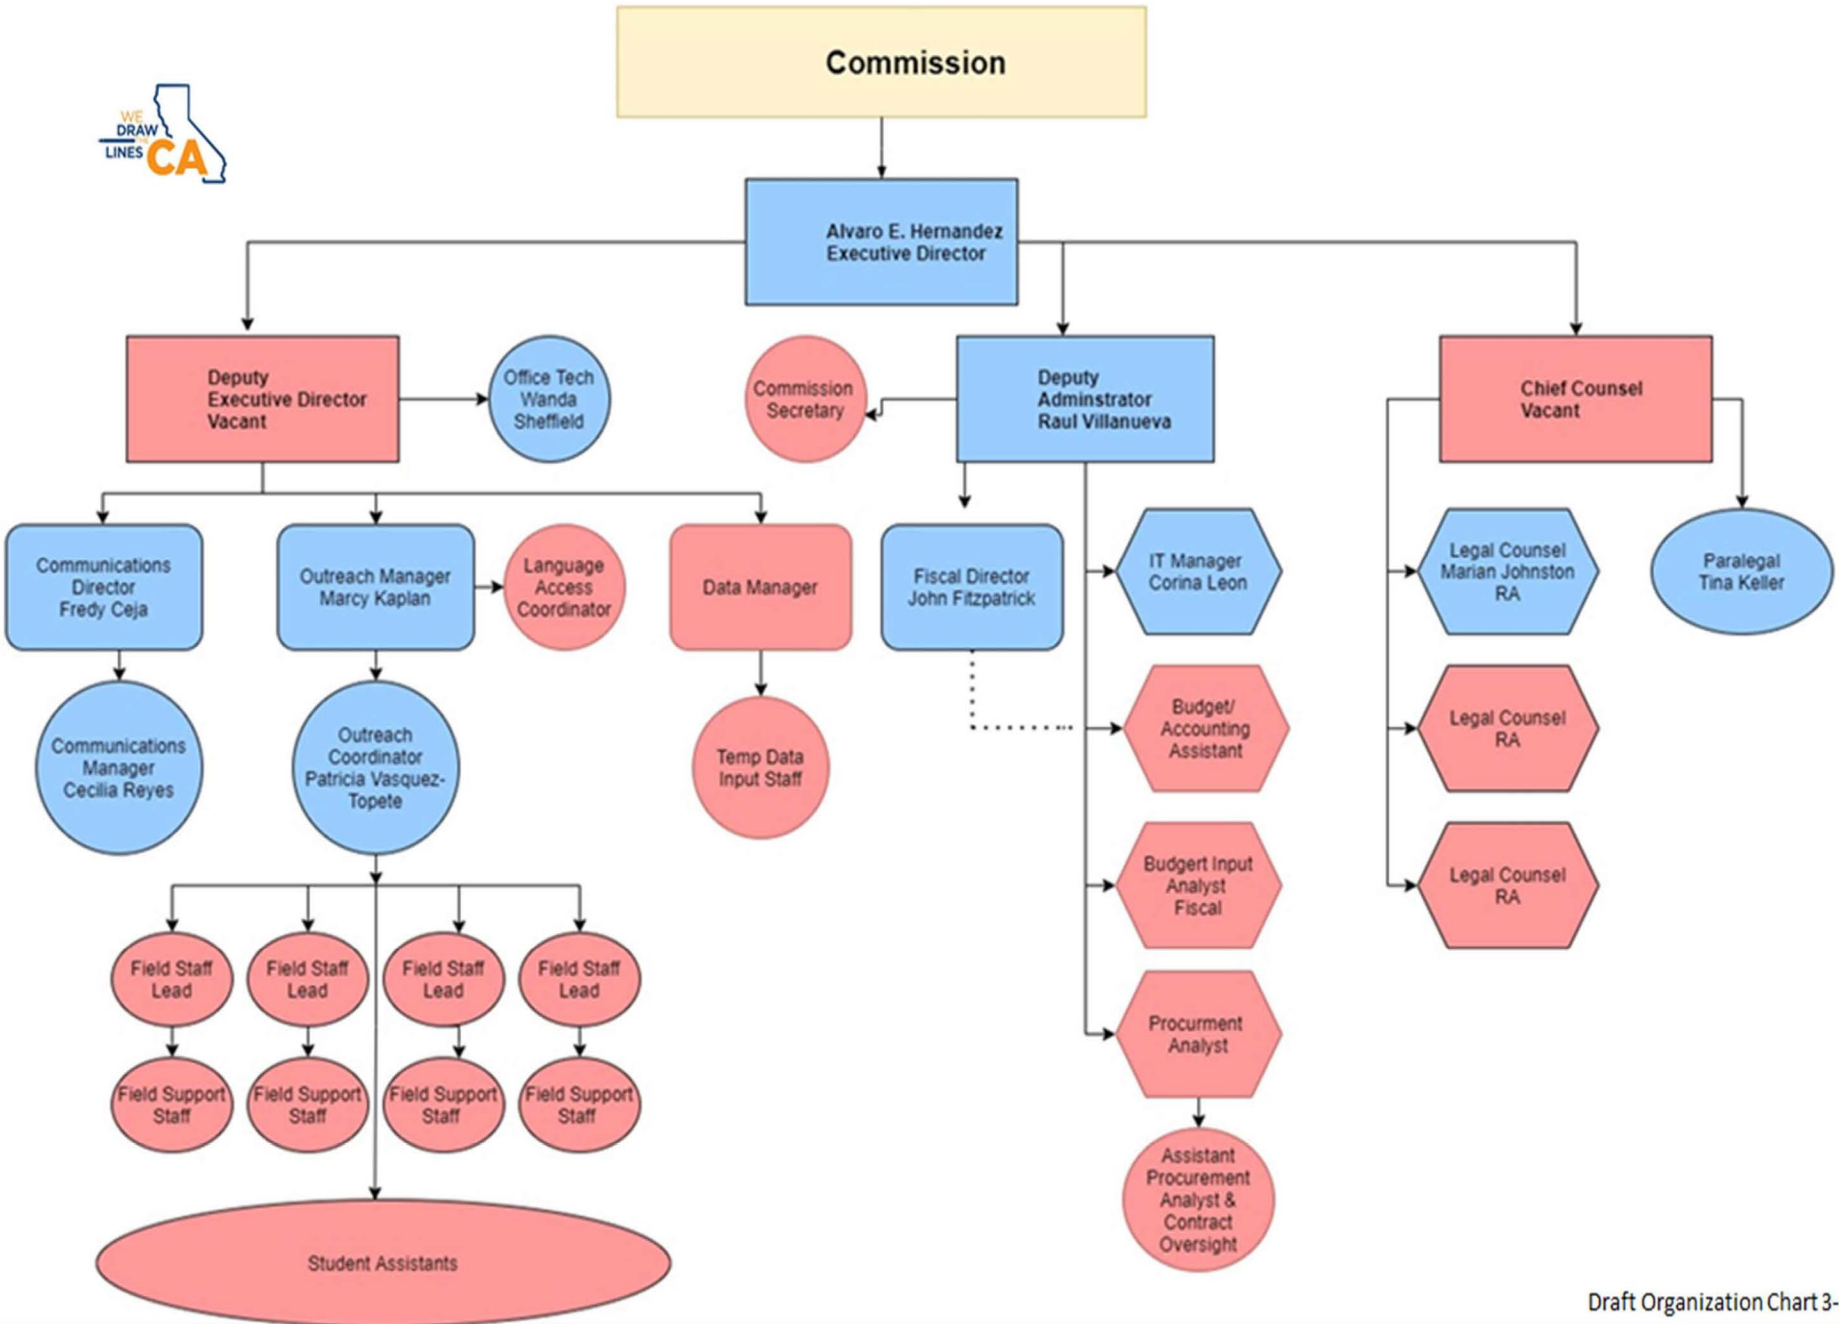 Commission
WE
DRAW
THE
LINES CA
Alvaro E. Hernandez
Executive Director
Deputy
Executive Director
Vacant
Office Tech
Wanda
Sheffield
Commission
Secretary
Deputy
Adminstrator
Raul Villanueva
Chief Counsel
Vacant
Communications
Director
Fredy Ceja
Outreach Manager
Marcy Kaplan
Language
Access
Coordinator
Data Manager
Fiscal Director
John Fitzpatrick
IT Manager
Corina Leon
Legal Counsel
Marian Johnston
RA
Paralegal
Tina Keller
Communications
Manager
Cecilia Reyes
Outreach
Coordinator
Patricia Vasquez-
Topete
Temp Data
Input Staff
Budget/
Accounting
Assistant
Legal Counsel
RA
Budgert Input
Analyst
Fiscal
Legal Counsel
RA
Field Staff
Lead
Field Staff
Lead
Field Staff
Lead
Field Staff
Lead
Procurment
Analyst
Field Support
Staff
Field Support
Staff
Field Support
Staff
Field Support
Staff
Assistant
Procurement
Analyst &
Contract
Oversight
Student Assistants
Draft Organization Chart 3-